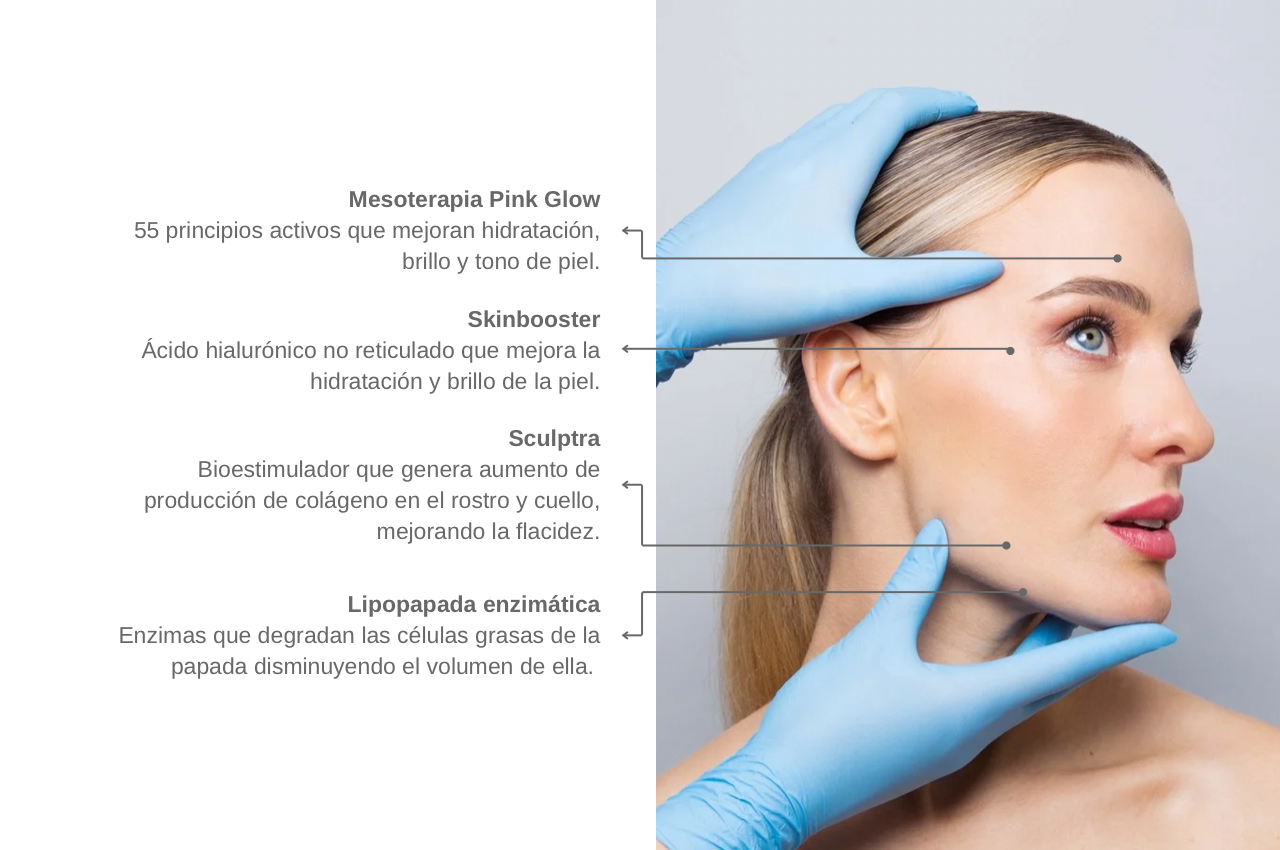 Mesoterapia Pink Glow
55 principios activos que mejoran hidratación,
brillo y tono de piel.
Skinbooster
Ácido hialurónico no reticulado que mejora la
hidratación y brillo de la piel.
Sculptra
Bioestimulador que genera aumento de
producción de colágeno en el rostro y cuello,
mejorando la flacidez.
Lipopapada enzimática
Enzimas que degradan las células grasas de la
papada disminuyendo el volumen de ella.